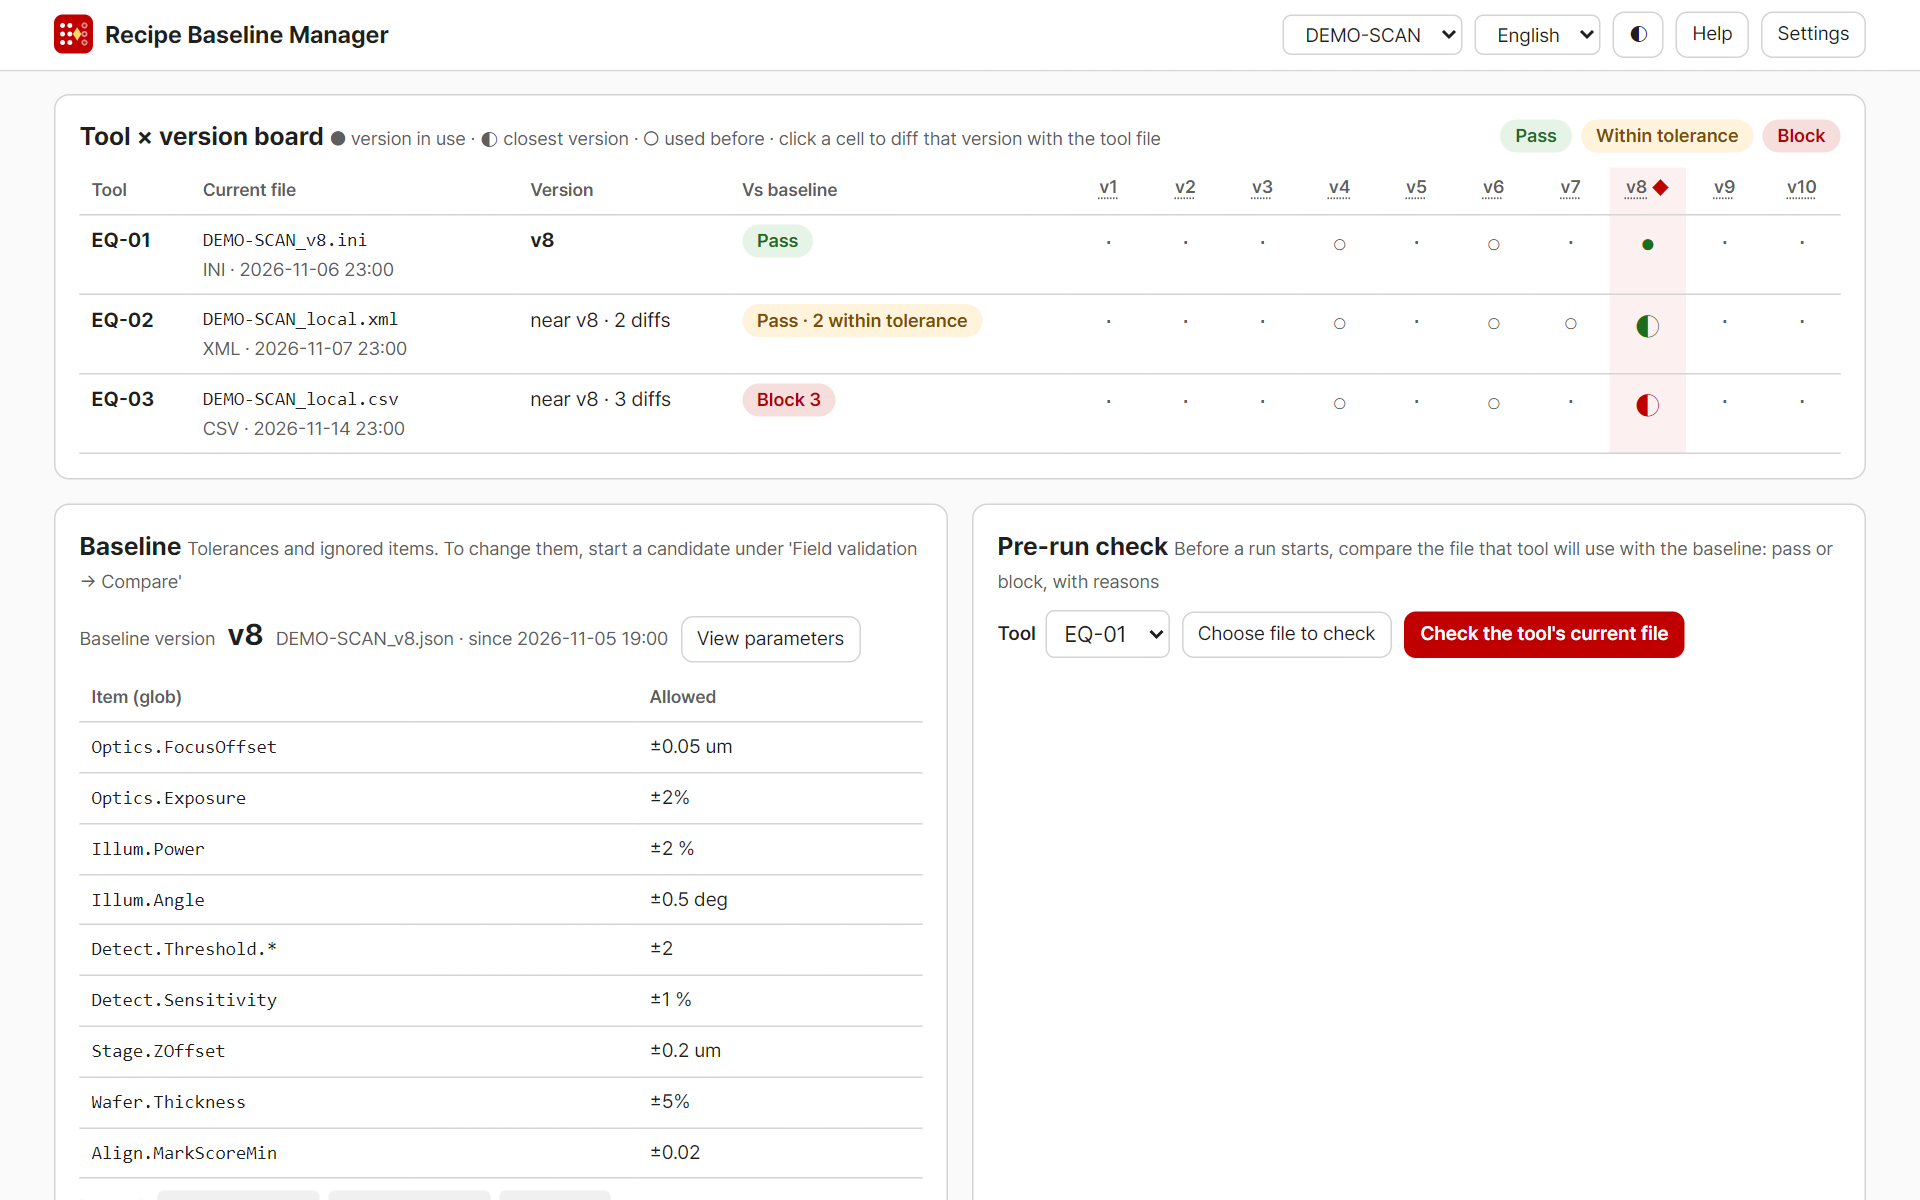 Recipe Baseline Manager
DEMO-SCAN
English
Help
Settings
Tool × version board ● version in use · ◐ closest version · ○ used before · click a cell to diff that version with the tool file
Pass
Within tolerance
Block
Tool Current file Version Vs baseline v1 v2 v3 v4 v5 v6 v7 v8 ◆ v9 v10
EQ-01 DEMO-SCAN_v8.ini v8 Pass · · · ○ · ○ · ● · ·
INI · 2026-11-06 23:00
EQ-02 DEMO-SCAN_local.xml near v8 · 2 diffs Pass · 2 within tolerance · · · ○ · ○ ○ ◐ · ·
XML · 2026-11-07 23:00
EQ-03 DEMO-SCAN_local.csv near v8 · 3 diffs Block 3 · · · ○ · ○ · ◐ · ·
CSV · 2026-11-14 23:00
Baseline Tolerances and ignored items. To change them, start a candidate under 'Field validation
→ Compare'
Baseline version v8 DEMO-SCAN_v8.json · since 2026-11-05 19:00 View parameters
Item (glob) Allowed
Optics.FocusOffset ±0.05 um
Optics.Exposure ±2%
Illum.Power ±2 %
Illum.Angle ±0.5 deg
Detect.Threshold.* ±2
Detect.Sensitivity ±1 %
Stage.ZOffset ±0.2 um
Wafer.Thickness ±5%
Align.MarkScoreMin ±0.02
Pre-run check Before a run starts, compare the file that tool will use with the baseline: pass or
block, with reasons
Tool EQ-01 Choose file to check Check the tool's current file